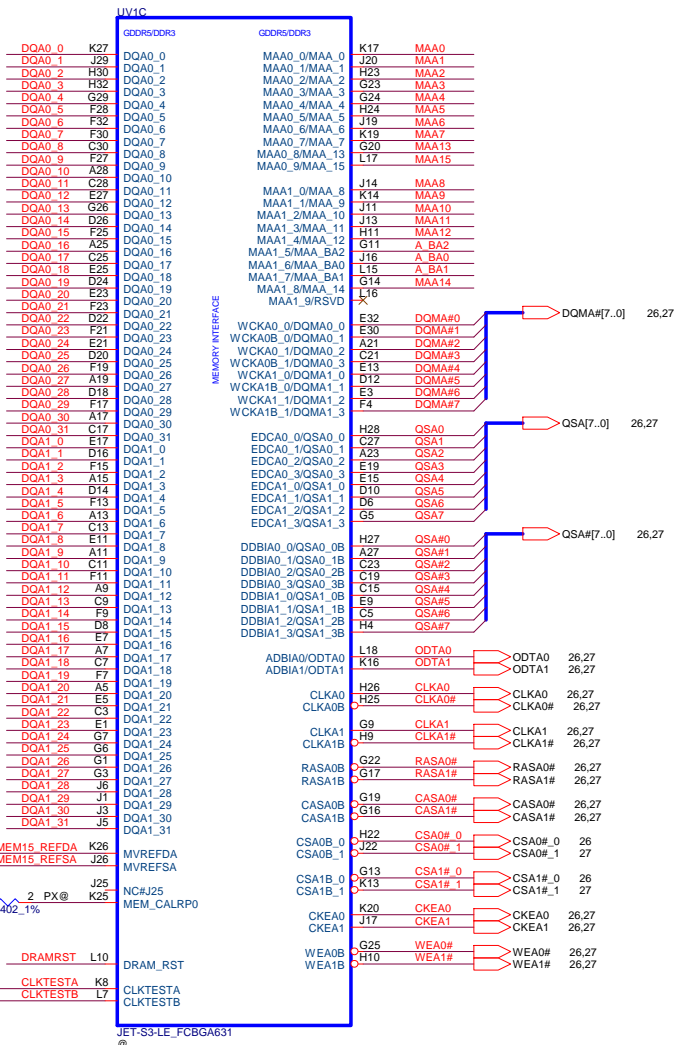 UV1C
GDDR5/DDR3 GDDR5/DDR3
DQA0_0 K27 DQA0_0
DQA0_1 J29 DQA0_1
DQA0_2 H30 DQA0_2
DQA0_3 H32 DQA0_3
DQA0_4 G29 DQA0_4
DQA0_5 F28 DQA0_5
DQA0_6 F32 DQA0_6
DQA0_7 F30 DQA0_7
DQA0_8 C30 DQA0_8
DQA0_9 F27 DQA0_9
DQA0_10 A28 DQA0_10
DQA0_11 C28 DQA0_11
DQA0_12 E27 DQA0_12
DQA0_13 G26 DQA0_13
DQA0_14 D26 DQA0_14
DQA0_15 F25 DQA0_15
DQA0_16 A25 DQA0_16
DQA0_17 C25 DQA0_17
DQA0_18 E25 DQA0_18
DQA0_19 D24 DQA0_19
DQA0_20 E23 DQA0_20
DQA0_21 F23 DQA0_21
DQA0_22 D22 DQA0_22
DQA0_23 F21 DQA0_23
DQA0_24 E21 DQA0_24
DQA0_25 D20 DQA0_25
DQA0_26 F19 DQA0_26
DQA0_27 A19 DQA0_27
DQA0_28 D18 DQA0_28
DQA0_29 F17 DQA0_29
DQA0_30 A17 DQA0_30
DQA0_31 C17 DQA0_31
DQA1_0 E17 DQA1_0
DQA1_1 D16 DQA1_1
DQA1_2 F15 DQA1_2
DQA1_3 A15 DQA1_3
DQA1_4 D14 DQA1_4
DQA1_5 F13 DQA1_5
DQA1_6 A13 DQA1_6
DQA1_7 C13 DQA1_7
DQA1_8 E11 DQA1_8
DQA1_9 A11 DQA1_9
DQA1_10 C11 DQA1_10
DQA1_11 F11 DQA1_11
DQA1_12 A9 DQA1_12
DQA1_13 C9 DQA1_13
DQA1_14 F9 DQA1_14
DQA1_15 D8 DQA1_15
DQA1_16 E7 DQA1_16
DQA1_17 A7 DQA1_17
DQA1_18 C7 DQA1_18
DQA1_19 F7 DQA1_19
DQA1_20 A5 DQA1_20
DQA1_21 E5 DQA1_21
DQA1_22 C3 DQA1_22
DQA1_23 E1 DQA1_23
DQA1_24 G7 DQA1_24
DQA1_25 G6 DQA1_25
DQA1_26 G1 DQA1_26
DQA1_27 G3 DQA1_27
DQA1_28 J6 DQA1_28
DQA1_29 J1 DQA1_29
DQA1_30 J3 DQA1_30
DQA1_31 J5 DQA1_31
MEM15_REFDA K26 MVREFDA
MEM15_REFSA J26 MVREFSA
J25 NC#J25
2 PX@ K25 MEM_CALRP0
402_1%
DRAMRST L10 DRAM_RST
CLKTESTA K8 CLKTESTA
CLKTESTB L7 CLKTESTB
MEMORY INTERFACE
MAA0_0/MAA_0 K17 MAA0
MAA0_1/MAA_1 J20 MAA1
MAA0_2/MAA_2 H23 MAA2
MAA0_3/MAA_3 G23 MAA3
MAA0_4/MAA_4 G24 MAA4
MAA0_5/MAA_5 H24 MAA5
MAA0_6/MAA_6 J19 MAA6
MAA0_7/MAA_7 K19 MAA7
MAA0_8/MAA_13 G20 MAA13
MAA0_9/MAA_15 L17 MAA15
MAA1_0/MAA_8 J14 MAA8
MAA1_1/MAA_9 K14 MAA9
MAA1_2/MAA_10 J11 MAA10
MAA1_3/MAA_11 J13 MAA11
MAA1_4/MAA_12 H11 MAA12
MAA1_5/MAA_BA2 G11 A_BA2
MAA1_6/MAA_BA0 J16 A_BA0
MAA1_7/MAA_BA1 L15 A_BA1
MAA1_8/MAA_14 G14 MAA14
MAA1_9/RSVD L16
WCKA0_0/DQMA0_0 E32 DQMA#0 DQMA#[7..0] 26,27
WCKA0B_0/DQMA0_1 E30 DQMA#1
WCKA0_1/DQMA0_2 A21 DQMA#2
WCKA0B_1/DQMA0_3 C21 DQMA#3
WCKA1_0/DQMA1_0 E13 DQMA#4
WCKA1B_0/DQMA1_1 D12 DQMA#5
WCKA1_1/DQMA1_2 E3 DQMA#6
WCKA1B_1/DQMA1_3 F4 DQMA#7
EDCA0_0/QSA0_0 H28 QSA0 QSA[7..0] 26,27
EDCA0_1/QSA0_1 C27 QSA1
EDCA0_2/QSA0_2 A23 QSA2
EDCA0_3/QSA0_3 E19 QSA3
EDCA1_0/QSA1_0 E15 QSA4
EDCA1_1/QSA1_1 D10 QSA5
EDCA1_2/QSA1_2 D6 QSA6
EDCA1_3/QSA1_3 G5 QSA7
DDBIA0_0/QSA0_0B H27 QSA#0 QSA#[7..0] 26,27
DDBIA0_1/QSA0_1B A27 QSA#1
DDBIA0_2/QSA0_2B C23 QSA#2
DDBIA0_3/QSA0_3B C19 QSA#3
DDBIA1_0/QSA1_0B C15 QSA#4
DDBIA1_1/QSA1_1B E9 QSA#5
DDBIA1_2/QSA1_2B C5 QSA#6
DDBIA1_3/QSA1_3B H4 QSA#7
ADBIA0/ODTA0 L18 ODTA0 ODTA0 26,27
ADBIA1/ODTA1 K16 ODTA1 ODTA1 26,27
CLKA0 H26 CLKA0 CLKA0 26,27
CLKA0B H25 CLKA0# CLKA0# 26,27
CLKA1 G9 CLKA1 CLKA1 26,27
CLKA1B H9 CLKA1# CLKA1# 26,27
RASA0B G22 RASA0# RASA0# 26,27
RASA1B G17 RASA1# RASA1# 26,27
CASA0B G19 CASA0# CASA0# 26,27
CASA1B G16 CASA1# CASA1# 26,27
CSA0B_0 H22 CSA0#_0 CSA0#_0 26
CSA0B_1 J22 CSA0#_1 CSA0#_1 27
CSA1B_0 G13 CSA1#_0 CSA1#_0 26
CSA1B_1 K13 CSA1#_1 CSA1#_1 27
CKEA0 K20 CKEA0 CKEA0 26,27
CKEA1 J17 CKEA1 CKEA1 26,27
WEA0B G25 WEA0# WEA0# 26,27
WEA1B H10 WEA1# WEA1# 26,27
JET-S3-LE_FCBGA631
@